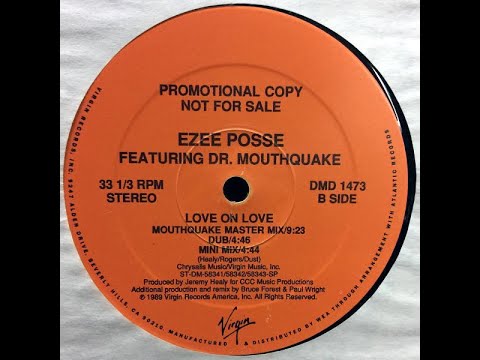 PROMOTIONAL COPY
NOT FOR SALE
EZEE POSSE
FEATURING DR. MOUTHQUAKE
33 1/3 RPM
STEREO
DMD 1473
B SIDE
LOVE ON LOVE
MOUTHQUAKE MASTER MIX/9:23
DUB/4:46
MINI MIX/4:44
(Healy/Rogers/Dust)
Chrysalis Music/Virgin Music, Inc.
ST-DM-58341/58342/58343-SP
Produced by Jeremy Healy for CCC Music Productions
Additional production and remix by Bruce Forest & Paul Wright
© 1989 Virgin Records America, Inc. All Rights Reserved.
Virgin
VIRGIN RECORDS, INC. 9247 ALDEN DRIVE, BEVERLY HILLS, CA 90210. MANUFACTURED & DISTRIBUTED BY WEA THROUGH ARRANGEMENT WITH ATLANTIC RECORDS